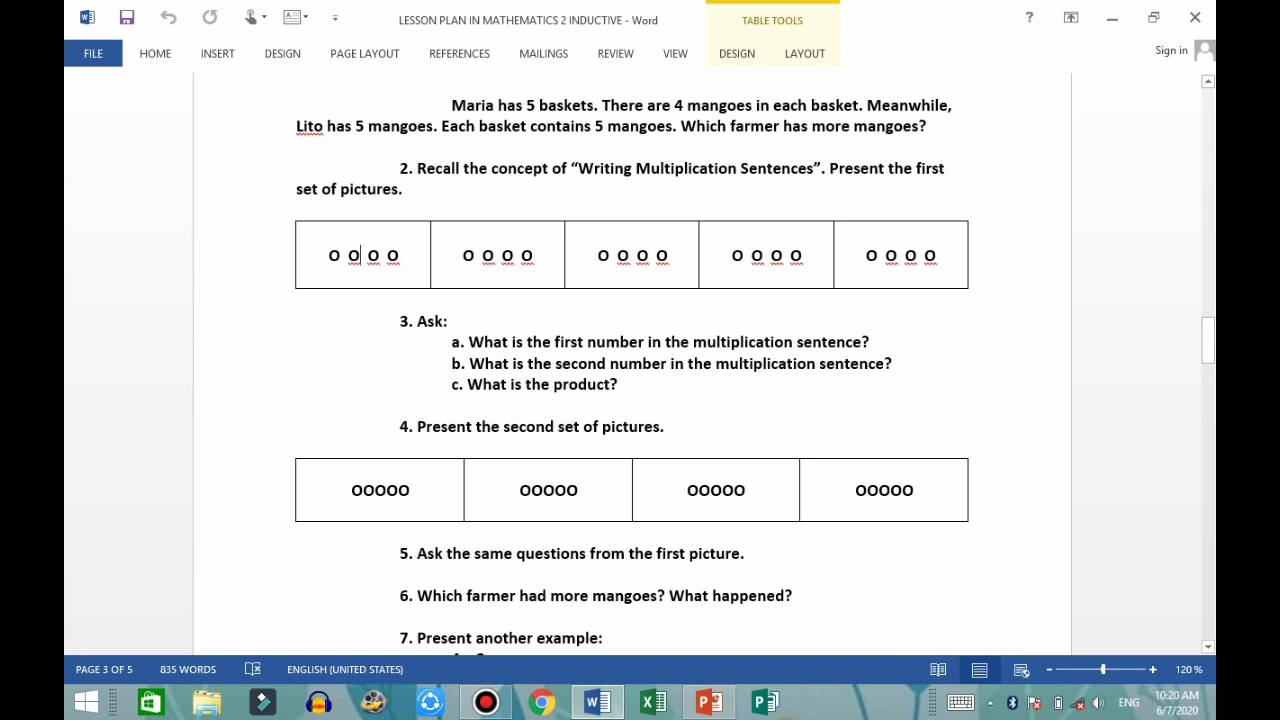 LESSON PLAN IN MATHEMATICS 2 INDUCTIVE - Word
TABLE TOOLS
?
Sign in
FILE HOME INSERT DESIGN PAGE LAYOUT REFERENCES MAILINGS REVIEW VIEW DESIGN LAYOUT
Maria has 5 baskets. There are 4 mangoes in each basket. Meanwhile,
Lito has 5 mangoes. Each basket contains 5 mangoes. Which farmer has more mangoes?
2. Recall the concept of “Writing Multiplication Sentences”. Present the first
set of pictures.
O O O O O O O O O O O O O O O O O O O O
3. Ask:
a. What is the first number in the multiplication sentence?
b. What is the second number in the multiplication sentence?
c. What is the product?
4. Present the second set of pictures.
OOOOO OOOOO OOOOO OOOOO
5. Ask the same questions from the first picture.
6. Which farmer had more mangoes? What happened?
7. Present another example:
PAGE 3 OF 5 835 WORDS ENGLISH (UNITED STATES) 120 %
ENG
10:20 AM
6/7/2020